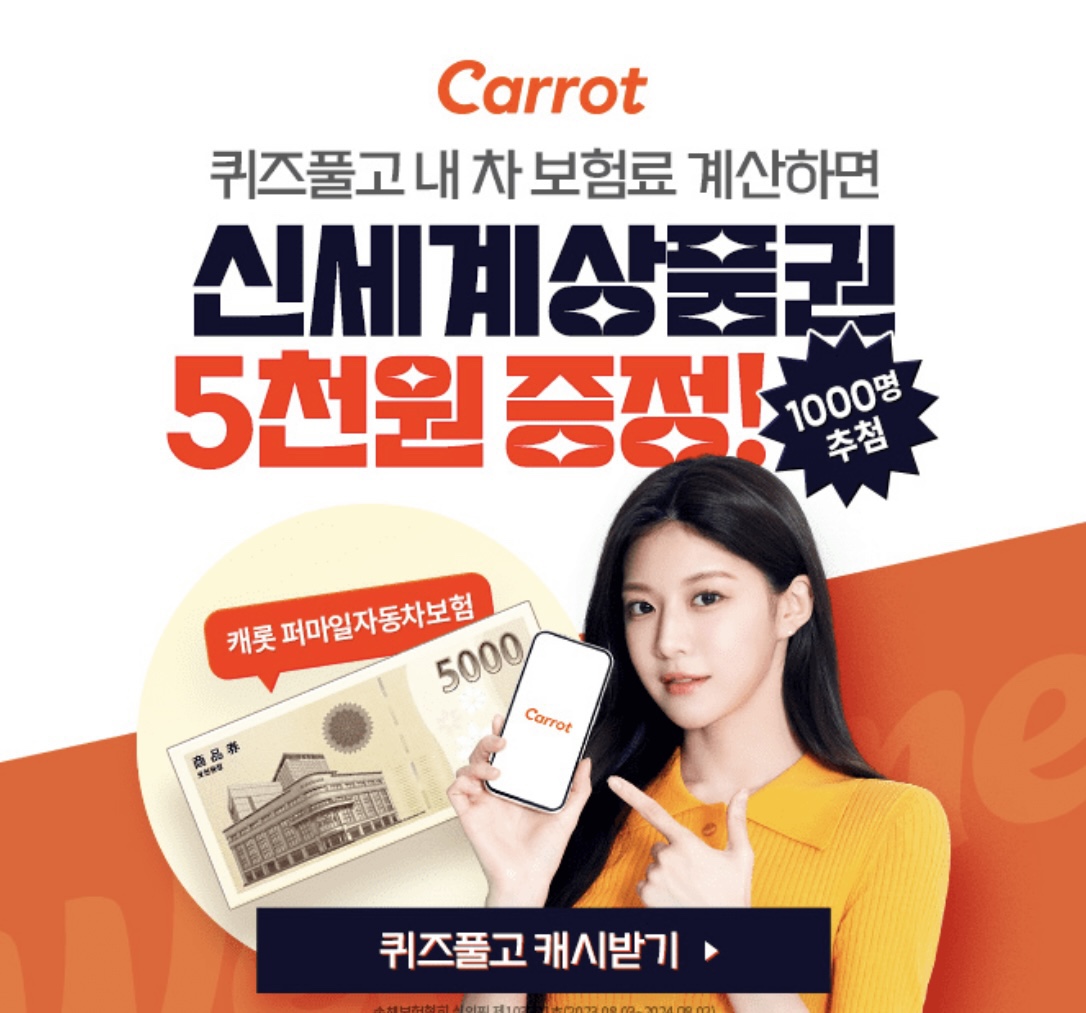 Carrot
퀴즈풀고 내 차 보험료 계산하면
신세계상품권
5천원 증정!
1000명
추첨
캐롯 퍼마일자동차보험
5000
商品券
Carrot
퀴즈풀고 캐시받기